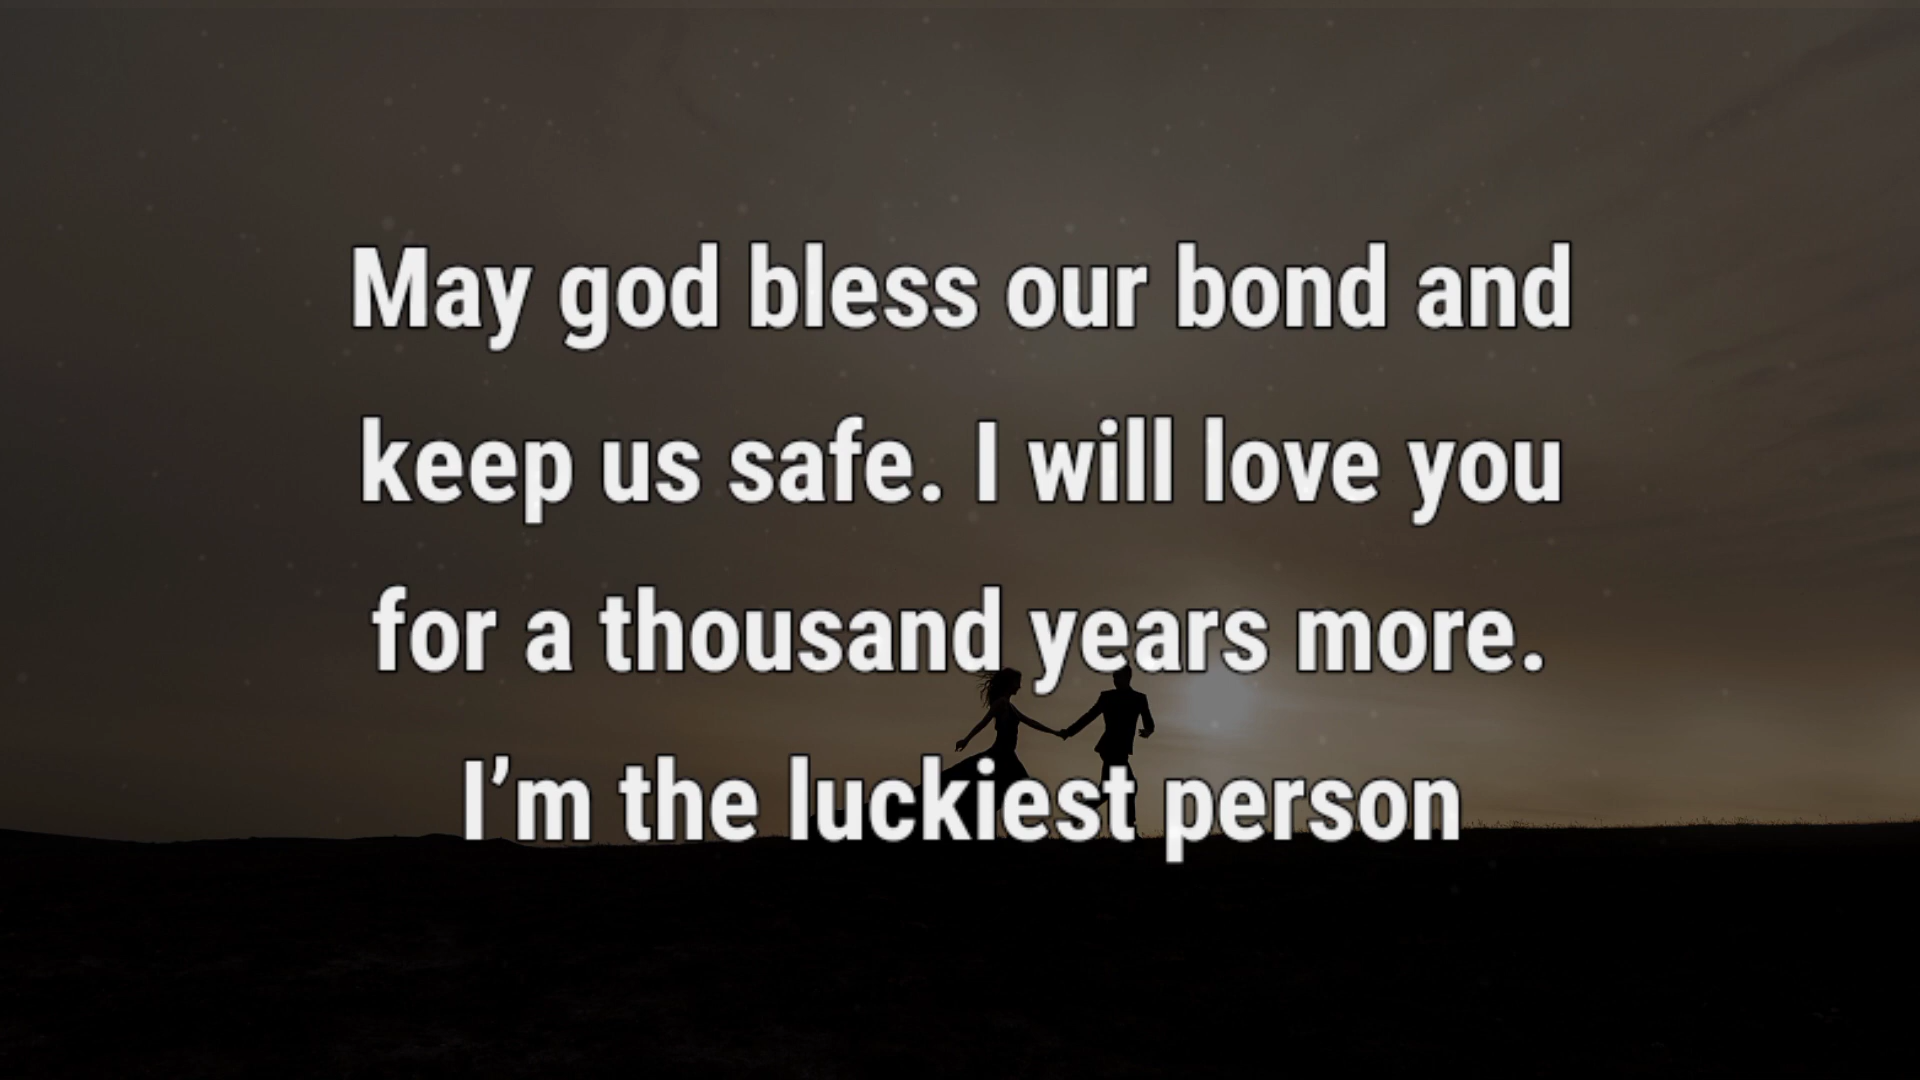 May god bless our bond and
keep us safe. I will love you
for a thousand years more.
I’m the luckiest person